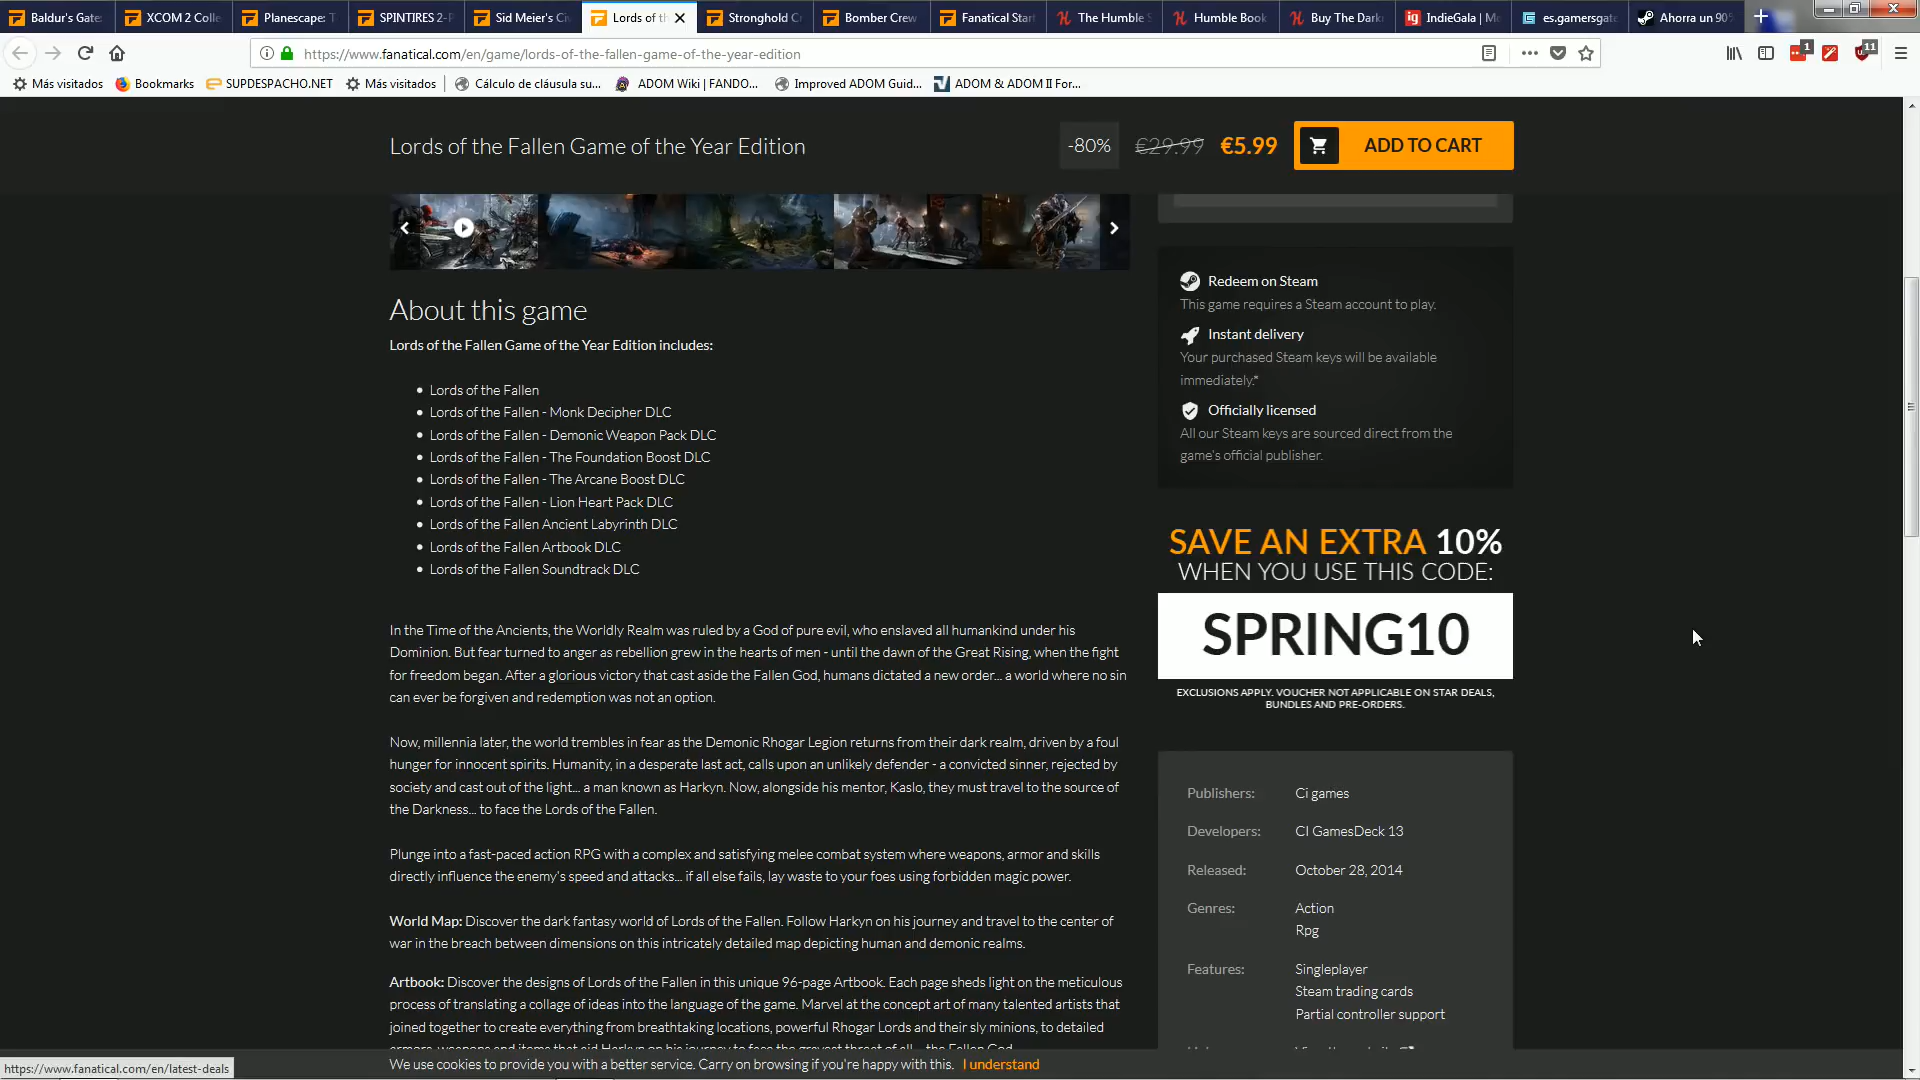 Baldur's Gate:
XCOM 2 Colle
Planescape: T
SPINTIRES 2-P
Sid Meier's Ci
Lords of th
Stronghold C
Bomber Crew
Fanatical Start
The Humble S
Humble Book
Buy The Dark
IndieGala | M
es.gamersgate
Ahorra un 90%
https://www.fanatical.com/en/game/lords-of-the-fallen-game-of-the-year-edition
1
11
Más visitados
Bookmarks
SUPDESPACHO.NET
Más visitados
Cálculo de cláusula su...
ADOM Wiki | FANDO...
Improved ADOM Guid...
ADOM & ADOM II For...
Lords of the Fallen Game of the Year Edition
-80%
€29.99
€5.99
ADD TO CART
About this game
Lords of the Fallen Game of the Year Edition includes:
• Lords of the Fallen
• Lords of the Fallen - Monk Decipher DLC
• Lords of the Fallen - Demonic Weapon Pack DLC
• Lords of the Fallen - The Foundation Boost DLC
• Lords of the Fallen - The Arcane Boost DLC
• Lords of the Fallen - Lion Heart Pack DLC
• Lords of the Fallen Ancient Labyrinth DLC
• Lords of the Fallen Artbook DLC
• Lords of the Fallen Soundtrack DLC
In the Time of the Ancients, the Worldly Realm was ruled by a God of pure evil, who enslaved all humankind under his
Dominion. But fear turned to anger as rebellion grew in the hearts of men - until the dawn of the Great Rising, when the fight
for freedom began. After a glorious victory that cast aside the Fallen God, humans dictated a new order... a world where no sin
can ever be forgiven and redemption was not an option.
Now, millennia later, the world trembles in fear as the Demonic Rhogar Legion returns from their dark realm, driven by a foul
hunger for innocent spirits. Humanity, in a desperate last act, calls upon an unlikely defender - a convicted sinner, rejected by
society and cast out of the light... a man known as Harkyn. Now, alongside his mentor, Kaslo, they must travel to the source of
the Darkness... to face the Lords of the Fallen.
Plunge into a fast-paced action RPG with a complex and satisfying melee combat system where weapons, armor and skills
directly influence the enemy's speed and attacks... if all else fails, lay waste to your foes using forbidden magic power.
World Map: Discover the dark fantasy world of Lords of the Fallen. Follow Harkyn on his journey and travel to the center of
war in the breach between dimensions on this intricately detailed map depicting human and demonic realms.
Artbook: Discover the designs of Lords of the Fallen in this unique 96-page Artbook. Each page sheds light on the meticulous
process of translating a collage of ideas into the language of the game. Marvel at the concept art of many talented artists that
joined together to create everything from breathtaking locations, powerful Rhogar Lords and their sly minions, to detailed
Redeem on Steam
This game requires a Steam account to play.
Instant delivery
Your purchased Steam keys will be available
immediately.*
Officially licensed
All our Steam keys are sourced direct from the
game's official publisher.
SAVE AN EXTRA 10%
WHEN YOU USE THIS CODE:
SPRING10
EXCLUSIONS APPLY. VOUCHER NOT APPLICABLE ON STAR DEALS,
BUNDLES AND PRE-ORDERS.
Publishers: Ci games
Developers: CI GamesDeck 13
Released: October 28, 2014
Genres: Action
Rpg
Features: Singleplayer
Steam trading cards
Partial controller support
We use cookies to provide you with a better service. Carry on browsing if you're happy with this. I understand
https://www.fanatical.com/en/latest-deals